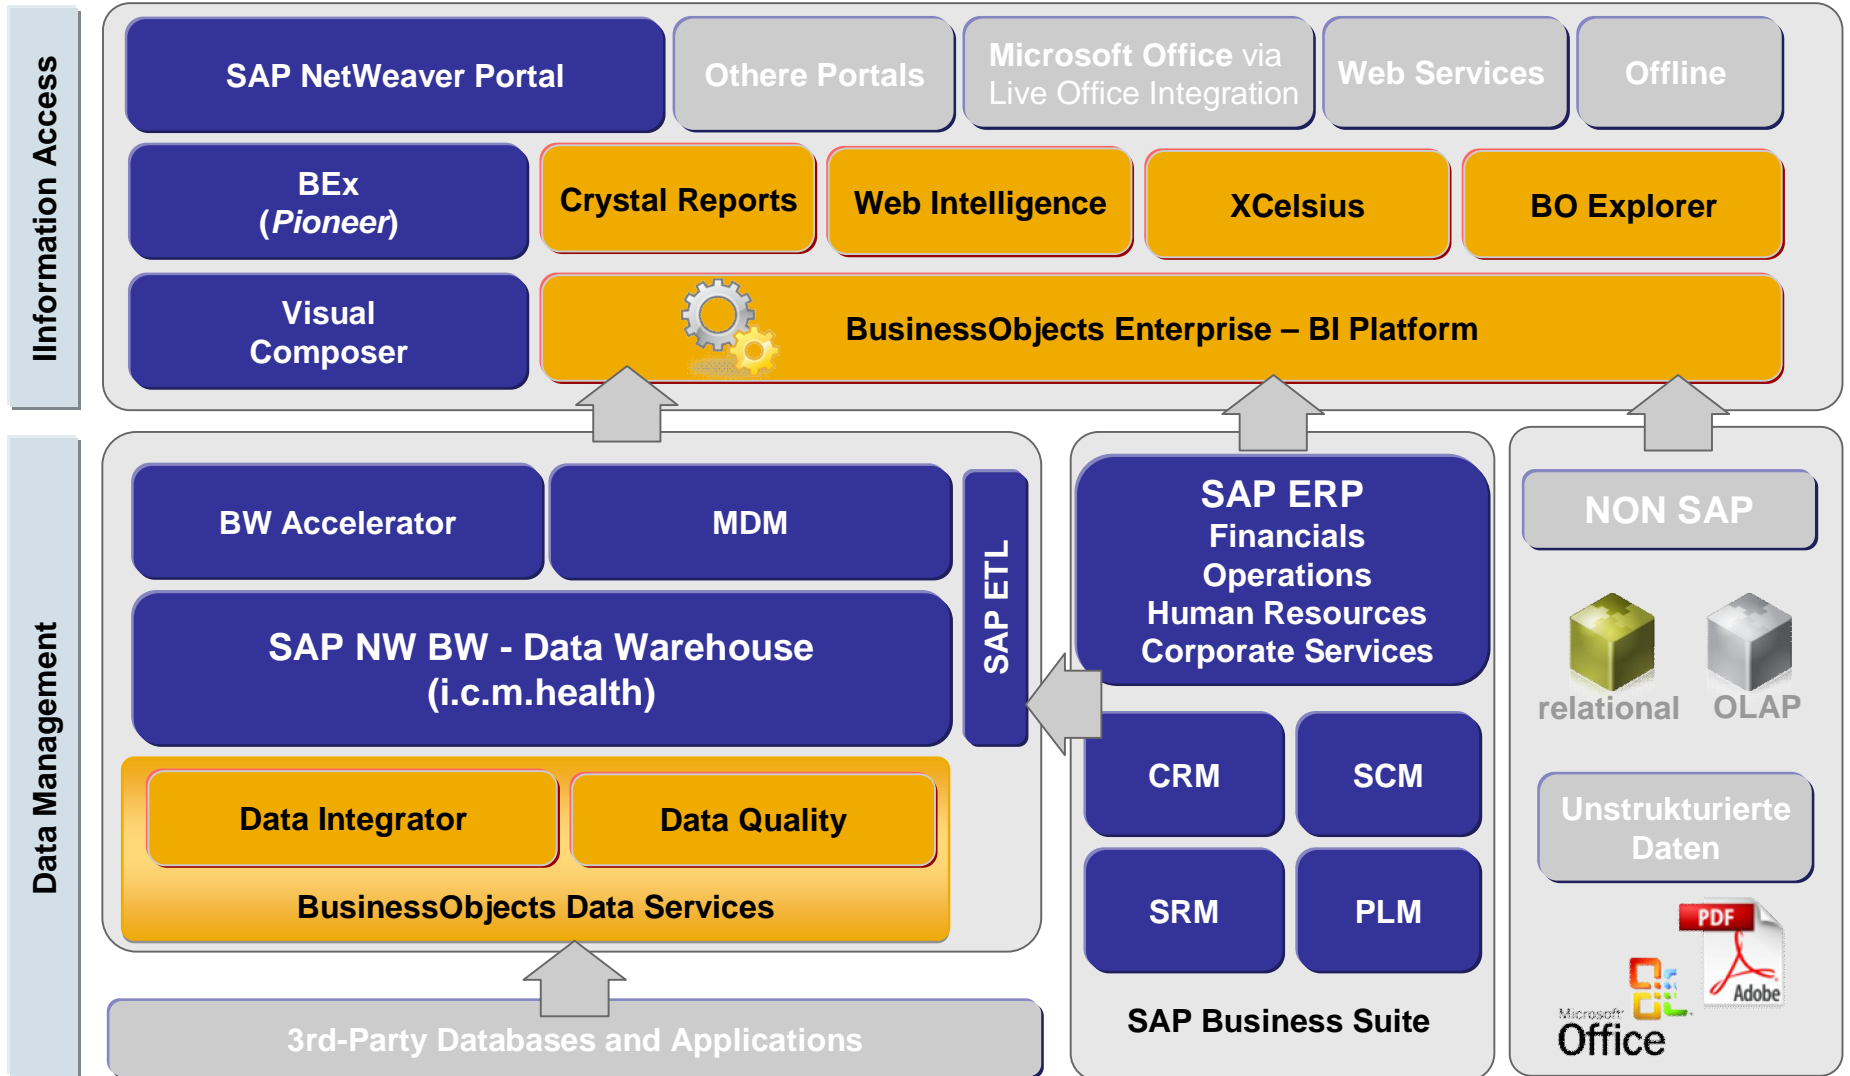 IInformation Access
SAP NetWeaver Portal
Othere Portals
Microsoft Office via
Live Office Integration
Web Services
Offline
BEx
(Pioneer)
Crystal Reports
Web Intelligence
XCelsius
BO Explorer
Visual
Composer
BusinessObjects Enterprise – BI Platform
Data Management
BW Accelerator
MDM
SAP ETL
SAP NW BW - Data Warehouse
(i.c.m.health)
Data Integrator
Data Quality
BusinessObjects Data Services
3rd-Party Databases and Applications
SAP ERP
Financials
Operations
Human Resources
Corporate Services
CRM
SCM
SRM
PLM
SAP Business Suite
NON SAP
relational
OLAP
Unstrukturierte
Daten
PDF
Adobe
Microsoft
Office